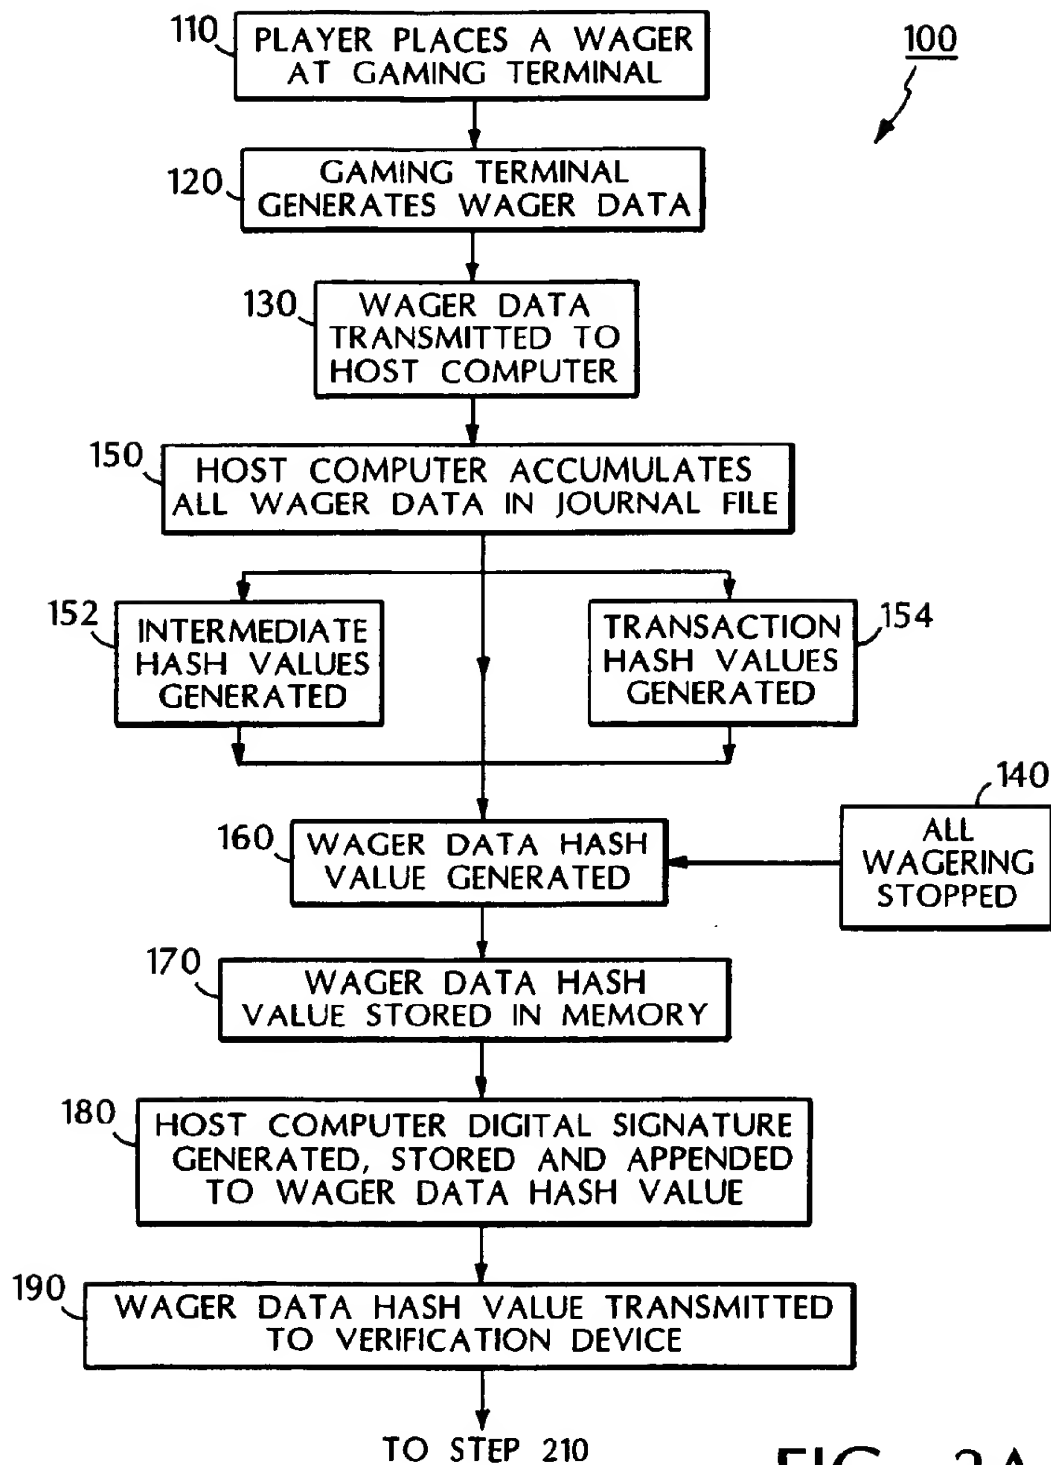 110
PLAYER PLACES A WAGER
AT GAMING TERMINAL
100
120
GAMING TERMINAL
GENERATES WAGER DATA
130
WAGER DATA
TRANSMITTED TO
HOST COMPUTER
150
HOST COMPUTER ACCUMULATES
ALL WAGER DATA IN JOURNAL FILE
152
INTERMEDIATE
HASH VALUES
GENERATED
TRANSACTION
HASH VALUES
GENERATED
154
140
ALL
WAGERING
STOPPED
160
WAGER DATA HASH
VALUE GENERATED
170
WAGER DATA HASH
VALUE STORED IN MEMORY
180
HOST COMPUTER DIGITAL SIGNATURE
GENERATED, STORED AND APPENDED
TO WAGER DATA HASH VALUE
190
WAGER DATA HASH VALUE TRANSMITTED
TO VERIFICATION DEVICE
TO STEP 210